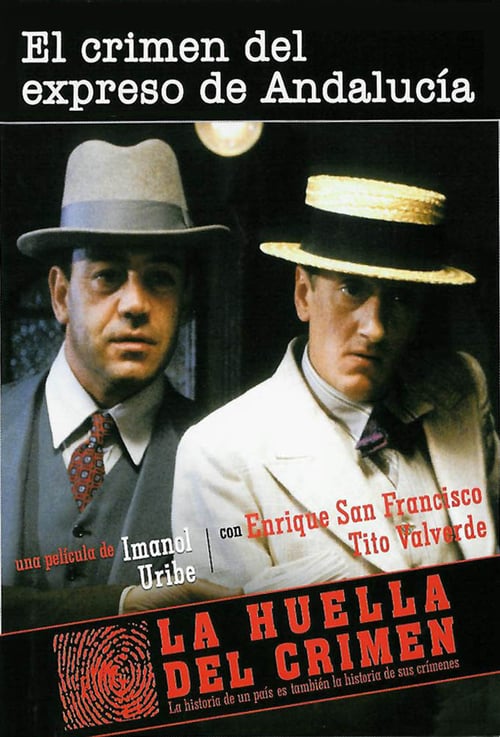 El crimen del
expreso de Andalucía
una película de Imanol
Uribe
con Enrique San Francisco
Tito Valverde
LA HUELLA
DEL CRIMEN
La historia de un país es también la historia de sus crímenes